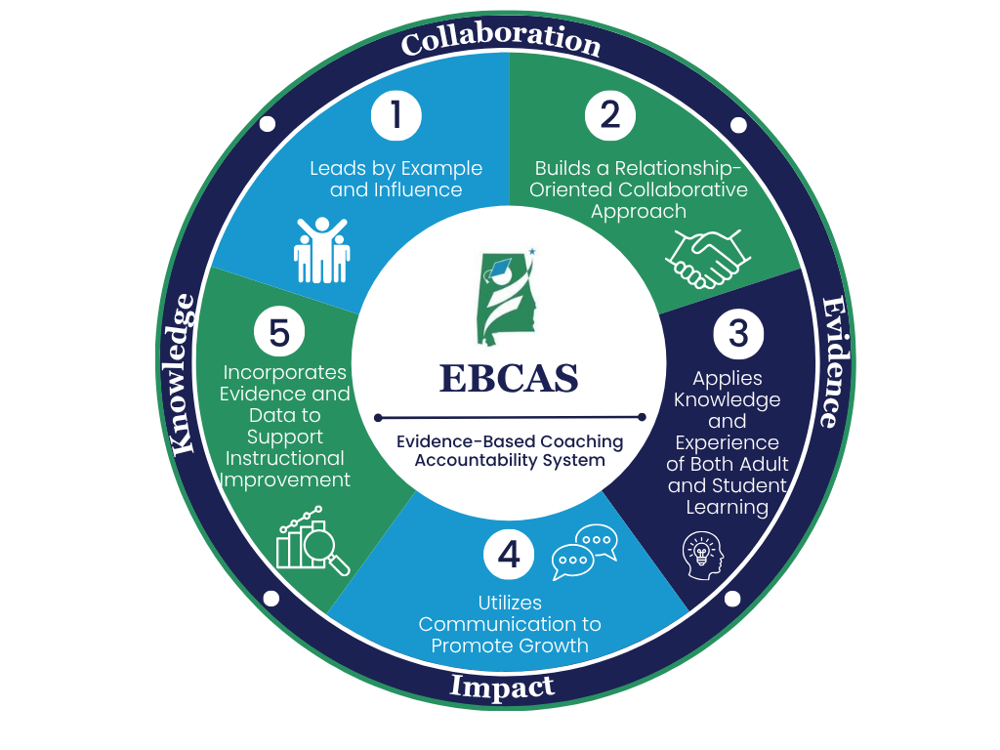 Collaboration
1
Leads by Example
and Influence
2
Builds a Relationship-
Oriented Collaborative
Approach
Knowledge
Evidence
5
Incorporates
Evidence and
Data to
Support
Instructional
Improvement
EBCAS
Evidence-Based Coaching
Accountability System
3
Applies
Knowledge
and
Experience
of Both Adult
and Student
Learning
4
Utilizes
Communication to
Promote Growth
Impact